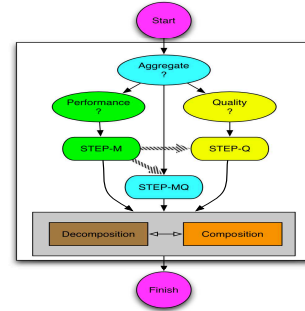 Start
Aggregate
?
Performance
?
Quality
?
STEP-M
STEP-Q
STEP-MQ
Decomposition
Composition
Finish